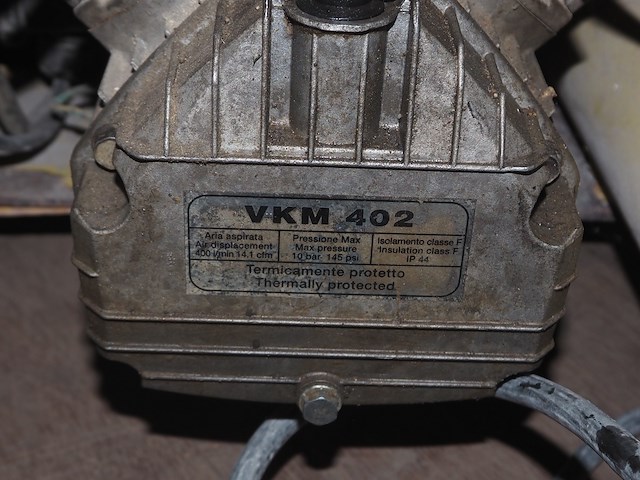 VKM 402
Aria aspirata Pressione Max Isolamento classe F
Air displacement Max pressure Insulation class F
400 l/min 14,1 cfm 10 bar 145 psi IP 44
Termicamente protetto
Thermally protected